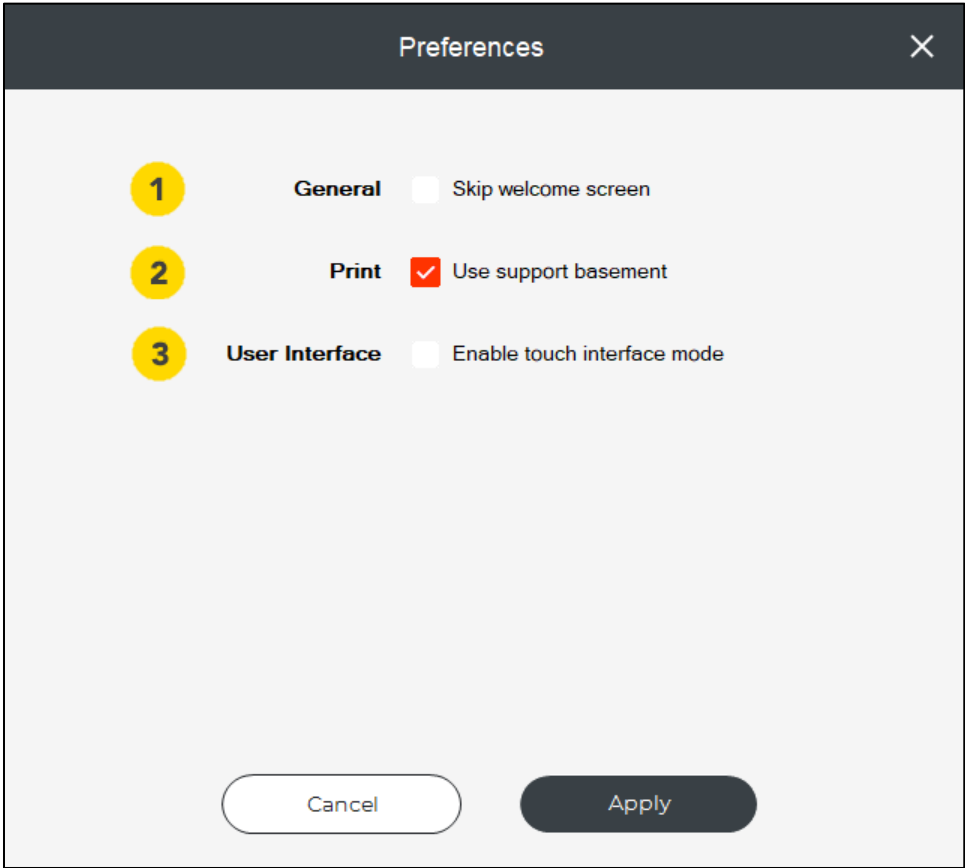 Preferences
1 General Skip welcome screen
2 Print Use support basement
3 User Interface Enable touch interface mode
Cancel Apply